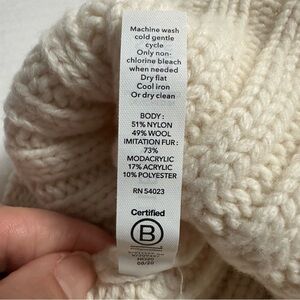 Machine wash
cold gentle
cycle
Only non-
chlorine bleach
when needed
Dry flat
Cool iron
Or dry clean
BODY :
51% NYLON
49% WOOL
IMITATION FUR :
73%
MODACRYLIC
17% ACRYLIC
10% POLYESTER
RN 54023
Certified
B